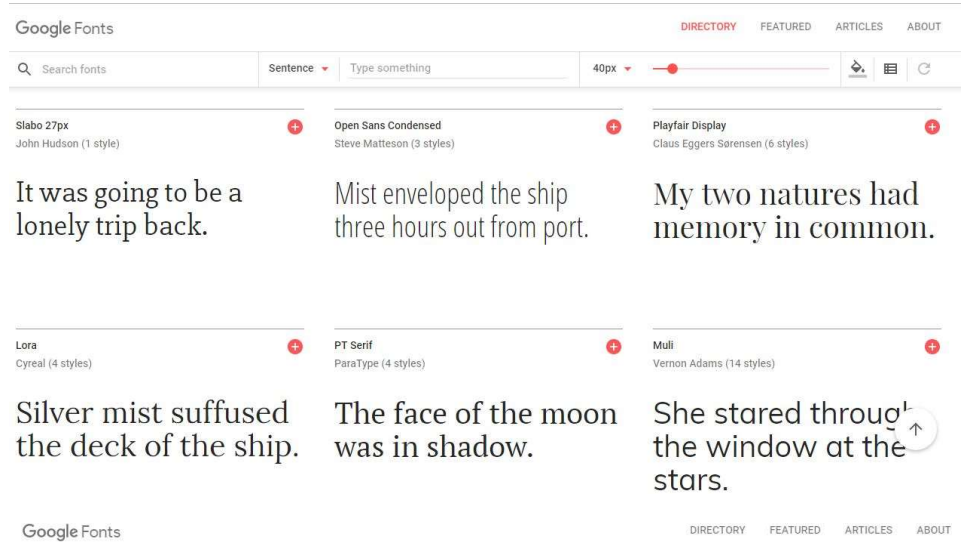 Google Fonts DIRECTORY FEATURED ARTICLES ABOUT
Search fonts Sentence Type something 40px
Slabo 27px
John Hudson (1 style)
It was going to be a
lonely trip back.
Open Sans Condensed
Steve Matteson (3 styles)
Mist enveloped the ship
three hours out from port.
Playfair Display
Claus Eggers Sørensen (6 styles)
My two natures had
memory in common.
Lora
Cyreal (4 styles)
Silver mist suffused
the deck of the ship.
PT Serif
ParaType (4 styles)
The face of the moon
was in shadow.
Muli
Vernon Adams (14 styles)
She stared through
the window at the
stars.
Google Fonts DIRECTORY FEATURED ARTICLES ABOUT